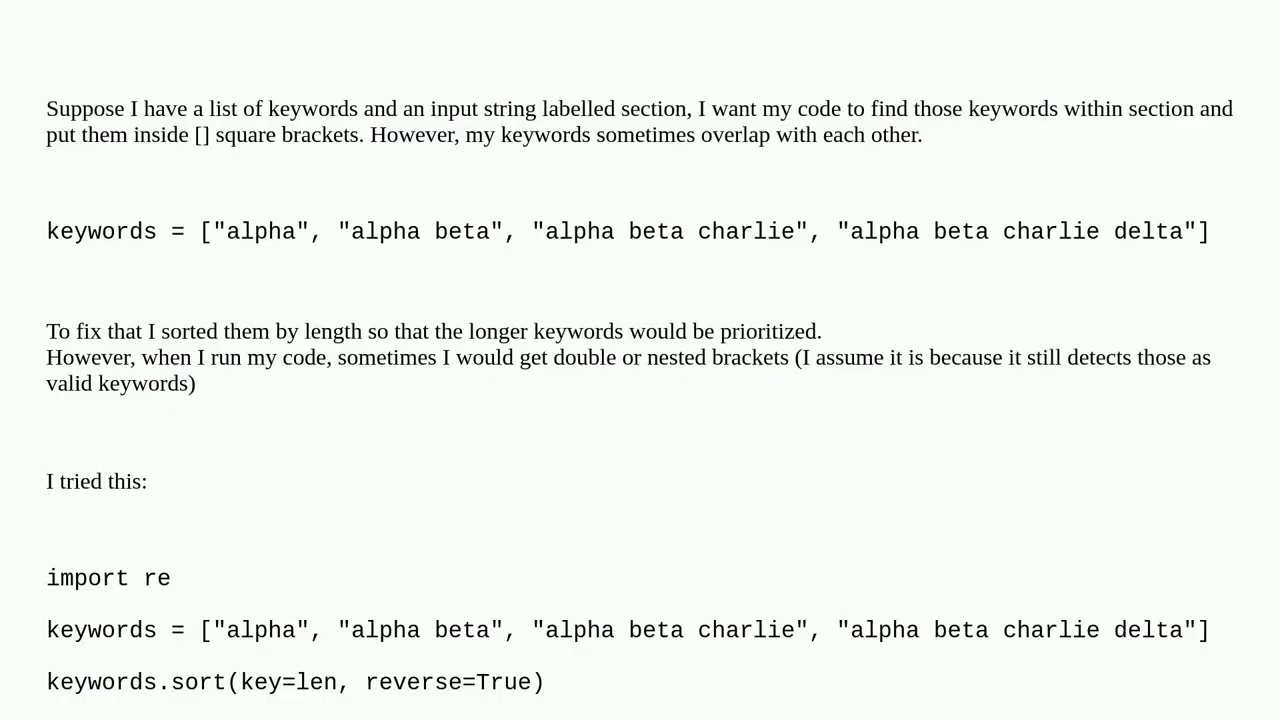 Suppose I have a list of keywords and an input string labelled section, I want my code to find those keywords within section and
put them inside [] square brackets. However, my keywords sometimes overlap with each other.
keywords = ["alpha", "alpha beta", "alpha beta charlie", "alpha beta charlie delta"]
To fix that I sorted them by length so that the longer keywords would be prioritized.
However, when I run my code, sometimes I would get double or nested brackets (I assume it is because it still detects those as
valid keywords)
I tried this:
import re
keywords = ["alpha", "alpha beta", "alpha beta charlie", "alpha beta charlie delta"]
keywords.sort(key=len, reverse=True)